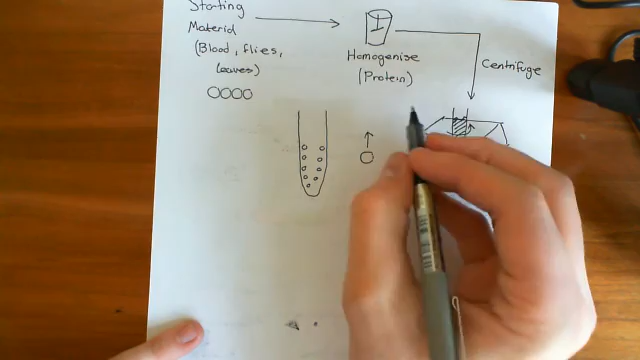 Starting
Material
(Blood, flies,
leaves)
Homogenise
(Protein)
Centrifuge